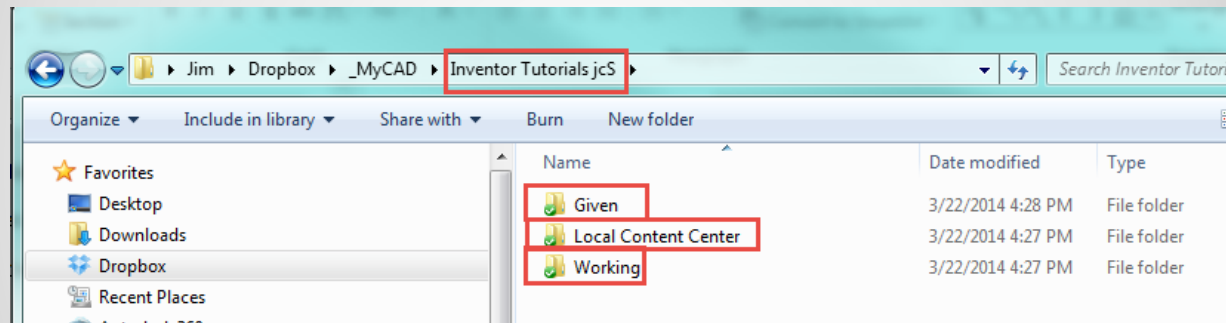 Jim Dropbox _MyCAD Inventor Tutorials jcS Search Inventor
Organize Include in library Share with Burn New folder
Name Date modified Type
Favorites
Desktop
Downloads
Dropbox
Recent Places
Given 3/22/2014 4:28 PM File folder
Local Content Center 3/22/2014 4:27 PM File folder
Working 3/22/2014 4:27 PM File folder